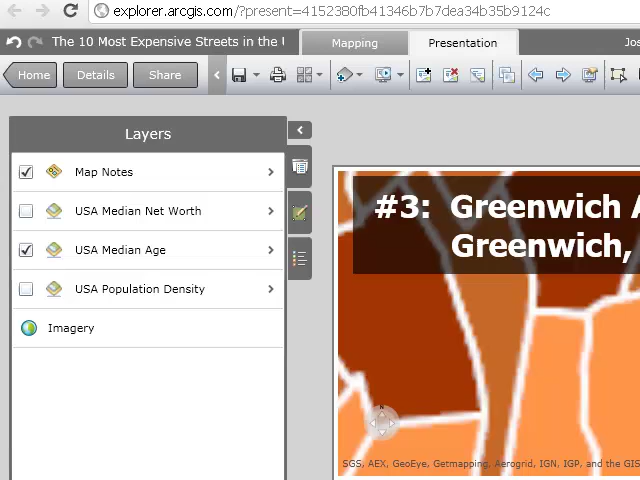 explorer.arcgis.com/?present=4152380fb41346b7b7dea34b35b9124c
The 10 Most Expensive Streets in the
Mapping
Presentation
Jos
Home
Details
Share
Layers
Map Notes
USA Median Net Worth
USA Median Age
USA Population Density
Imagery
#3: Greenwich A
Greenwich,
SGS, AEX, GeoEye, Getmapping, Aerogrid, IGN, IGP, and the GIS